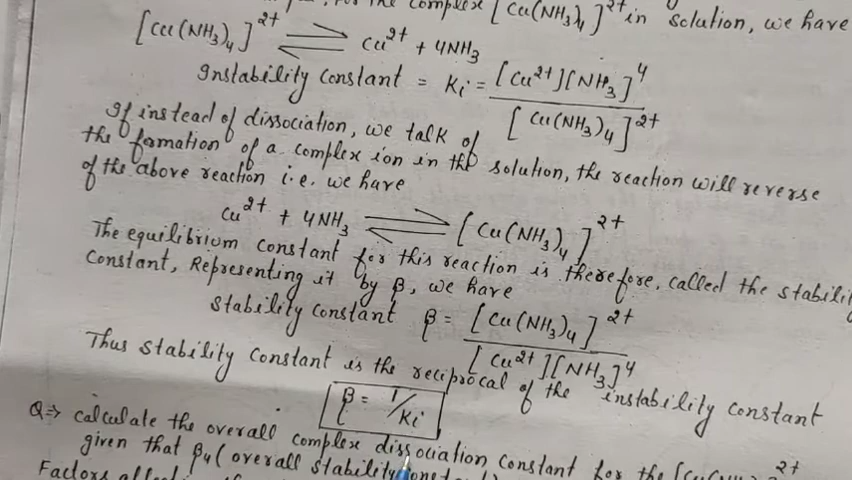 for the complex [Cu(NH3)4]2+ in solution, we have
[Cu(NH3)4]2+ ⇌ Cu2+ + 4NH3
Instability Constant = Ki = [Cu2+][NH3]4 / [Cu(NH3)4]2+
If instead of dissociation, we talk of
the formation of a complex ion in the solution, the reaction will reverse
of the above reaction i.e. we have
Cu2+ + 4NH3 ⇌ [Cu(NH3)4]2+
The equilibrium constant for this reaction is therefore, called the stabili
Constant, Representing it by β, we have
Stability constant β = [Cu(NH3)4]2+ / [Cu2+][NH3]4
Thus stability constant is the reciprocal of the instability constant
β = 1/Ki
Q⇒ calculate the overall complex dissociation constant for the
given that β4 (overall stability
Factors